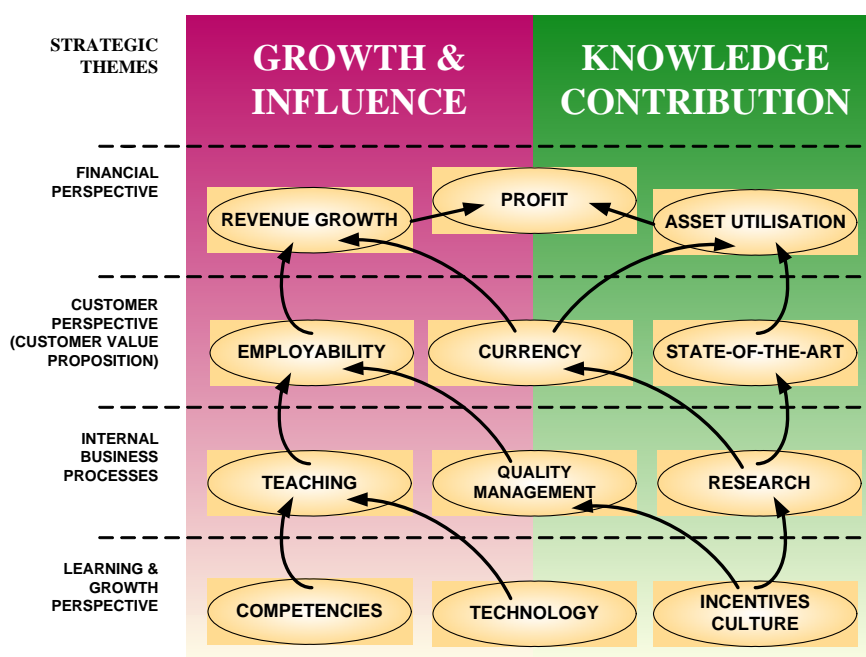 STRATEGIC
THEMES
GROWTH &
INFLUENCE
KNOWLEDGE
CONTRIBUTION
FINANCIAL
PERSPECTIVE
REVENUE GROWTH
PROFIT
ASSET UTILISATION
CUSTOMER
PERSPECTIVE
(CUSTOMER VALUE
PROPOSITION)
EMPLOYABILITY
CURRENCY
STATE-OF-THE-ART
INTERNAL
BUSINESS
PROCESSES
TEACHING
QUALITY
MANAGEMENT
RESEARCH
LEARNING &
GROWTH
PERSPECTIVE
COMPETENCIES
TECHNOLOGY
INCENTIVES
CULTURE